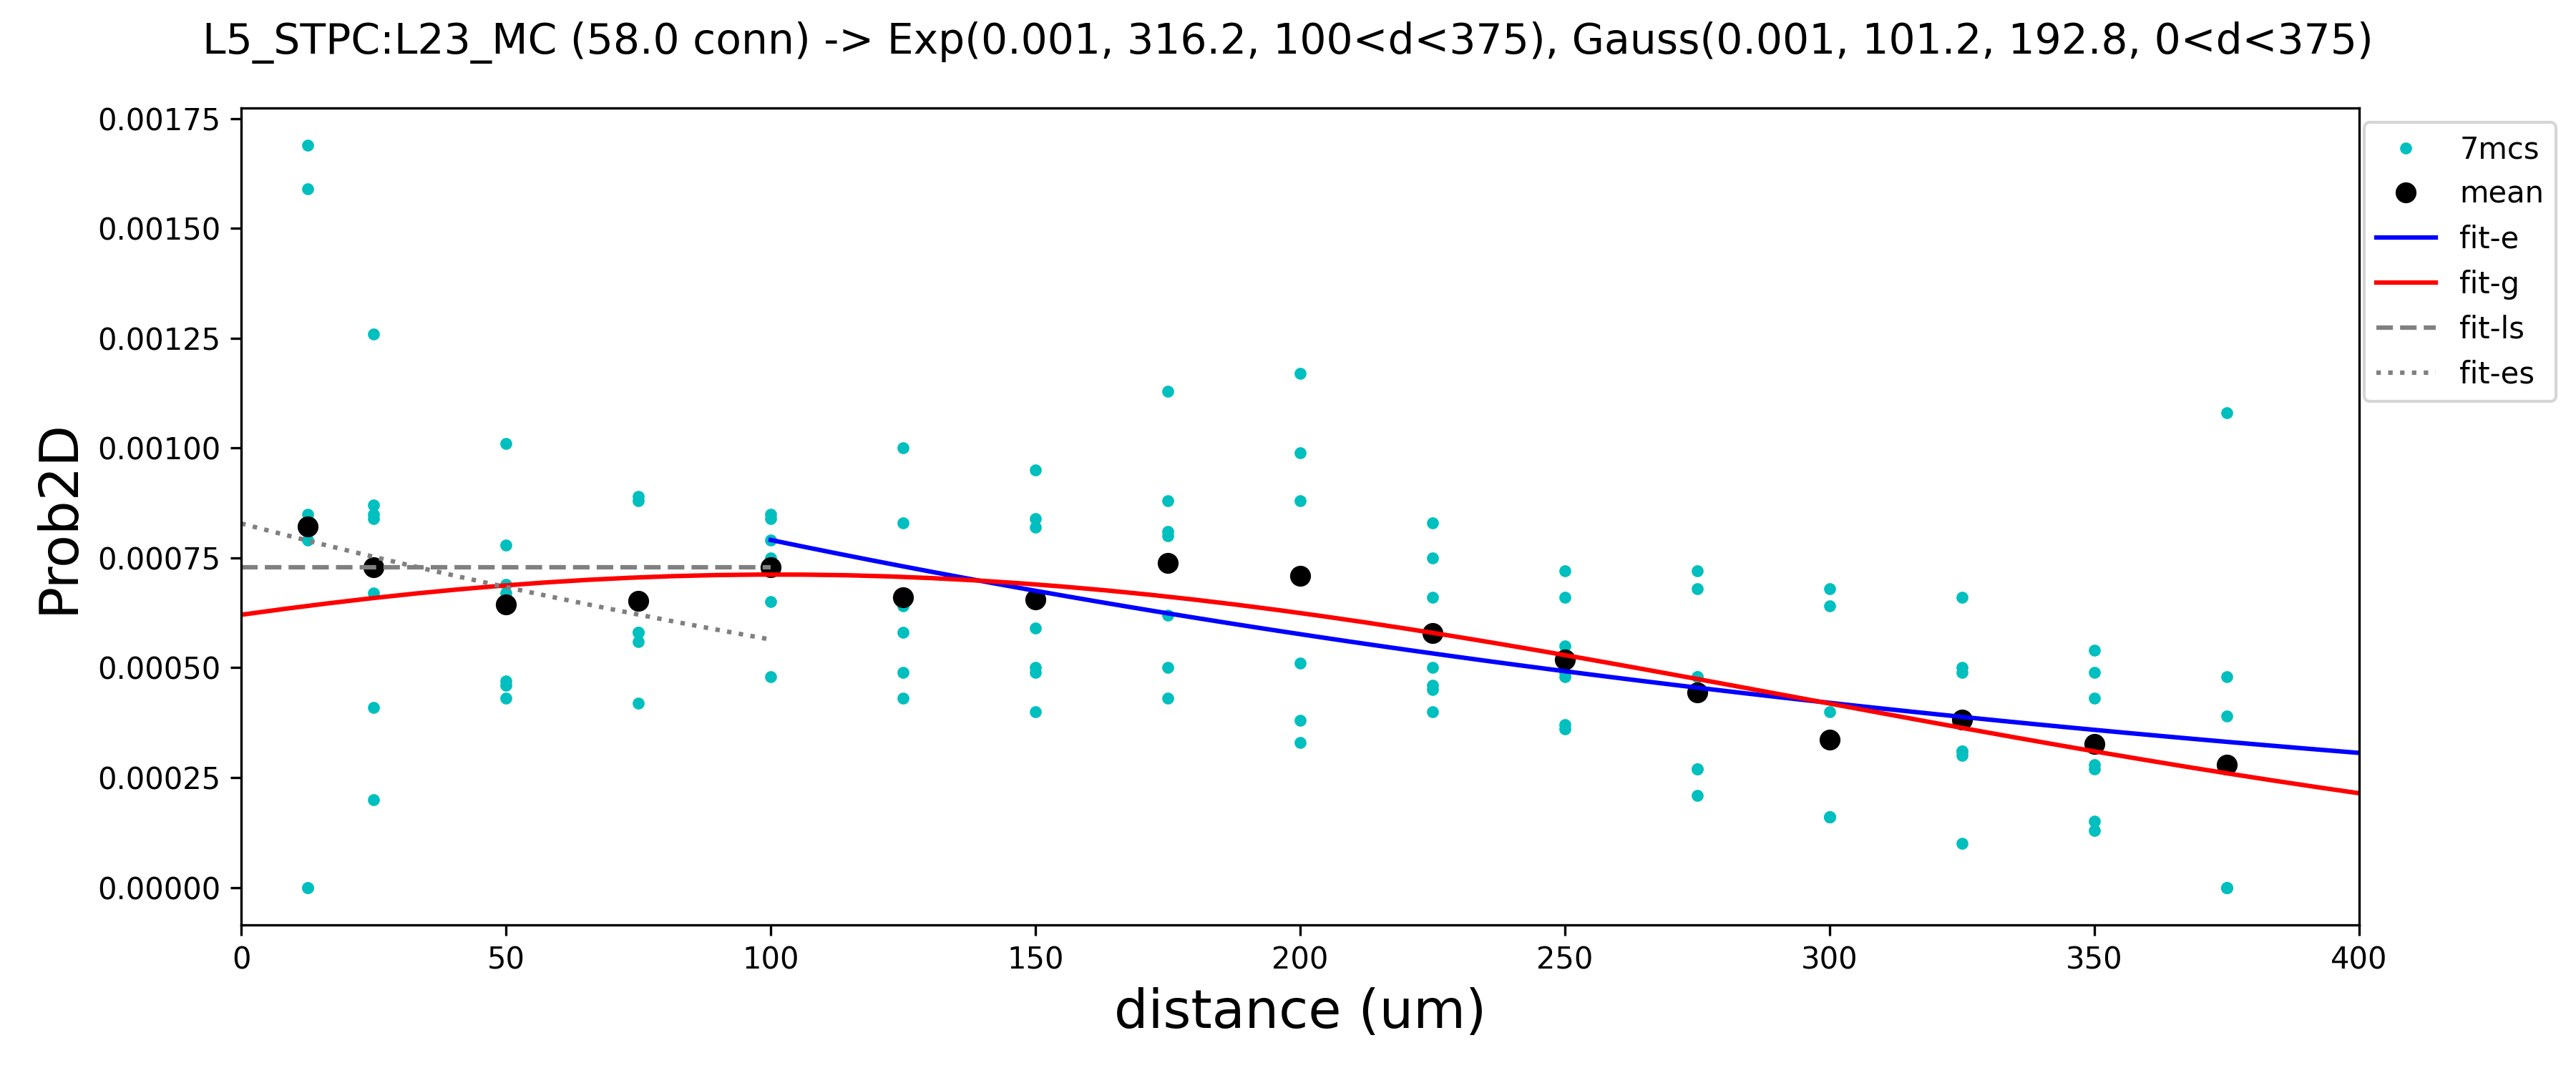 L5_STPC:L23_MC (58.0 conn) -> Exp(0.001, 316.2, 100<d<375), Gauss(0.001, 101.2, 192.8, 0<d<375)
0.00175
0.00150
0.00125
0.00100
0.00075
0.00050
0.00025
0.00000
Prob2D
0 50 100 150 200 250 300 350 400
distance (um)
7mcs
mean
fit-e
fit-g
fit-ls
fit-es